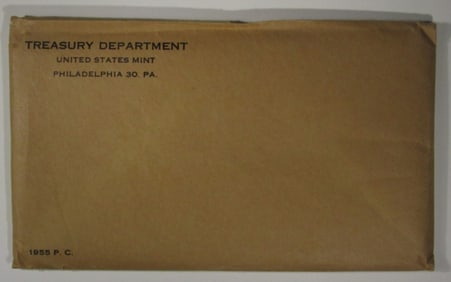 TREASURY DEPARTMENT
UNITED STATES MINT
PHILADELPHIA 30, PA.
1955 P. C.